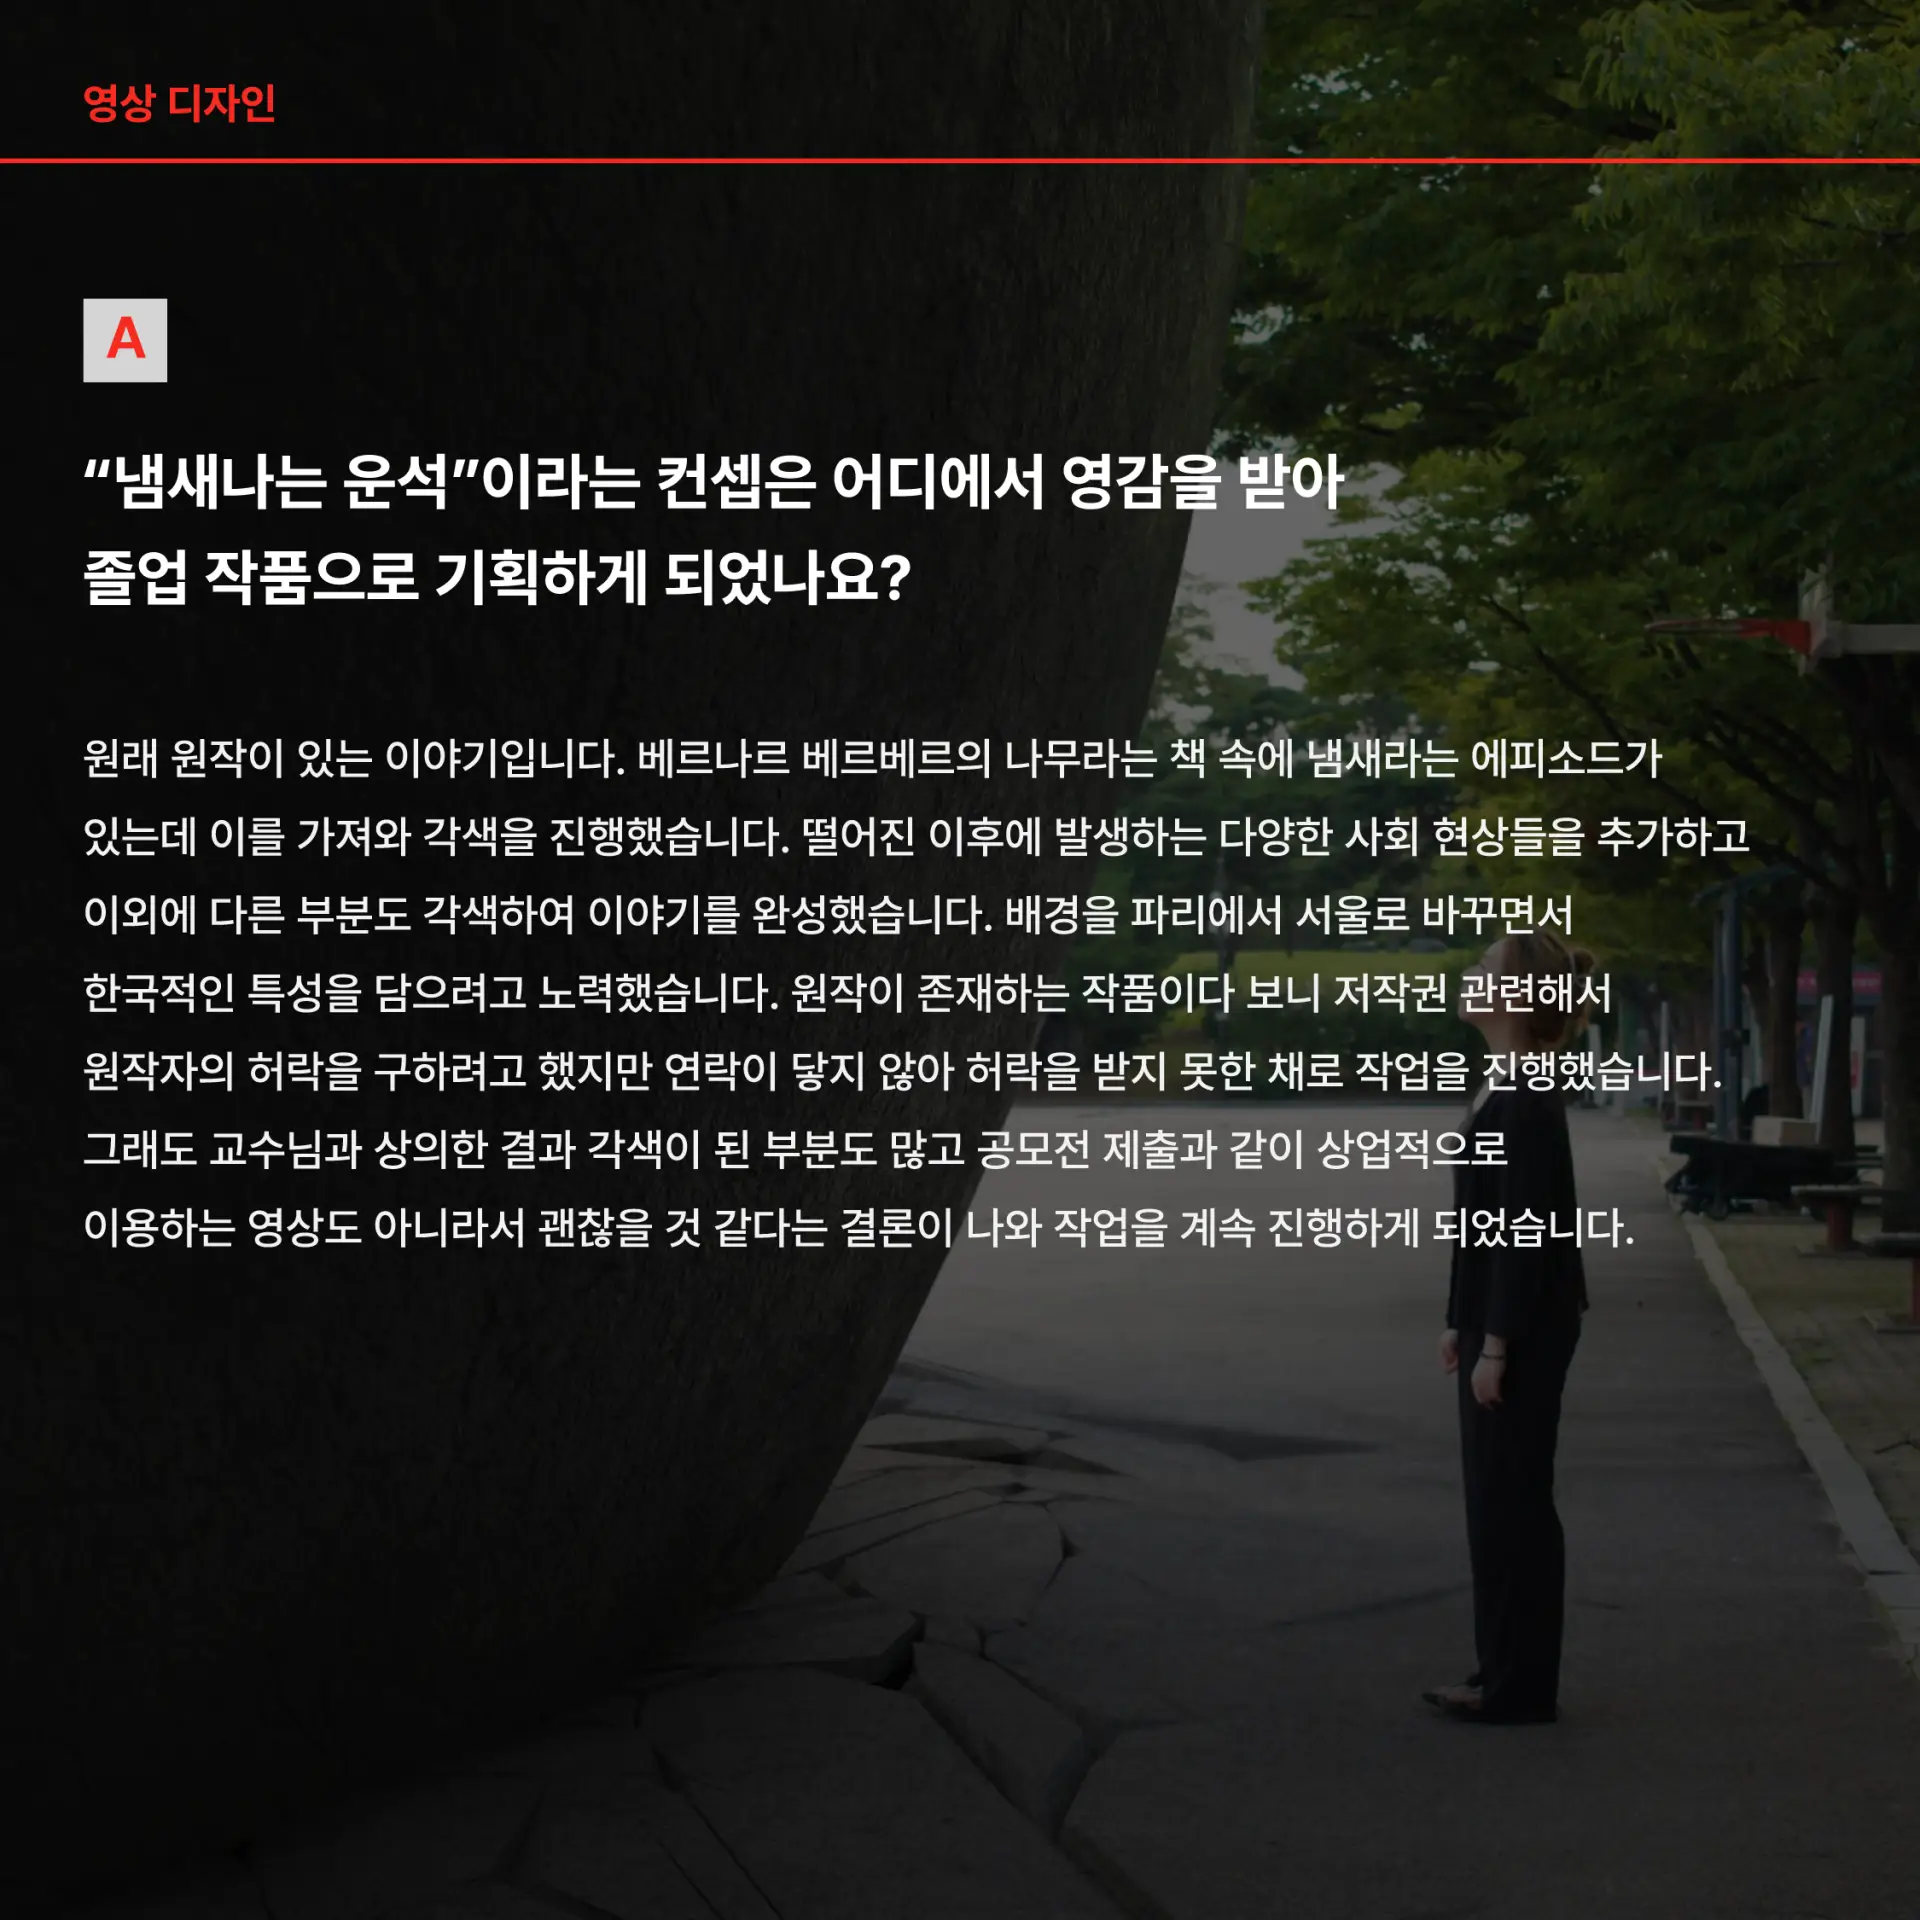 영상 디자인
A
“냄새나는 운석”이라는 컨셉은 어디에서 영감을 받아
졸업 작품으로 기획하게 되었나요?
원래 원작이 있는 이야기입니다. 베르나르 베르베르의 나무라는 책 속에 냄새라는 에피소드가
있는데 이를 가져와 각색을 진행했습니다. 떨어진 이후에 발생하는 다양한 사회 현상들을 추가하고
이외에 다른 부분도 각색하여 이야기를 완성했습니다. 배경을 파리에서 서울로 바꾸면서
한국적인 특성을 담으려고 노력했습니다. 원작이 존재하는 작품이다 보니 저작권 관련해서
원작자의 허락을 구하려고 했지만 연락이 닿지 않아 허락을 받지 못한 채로 작업을 진행했습니다.
그래도 교수님과 상의한 결과 각색이 된 부분도 많고 공모전 제출과 같이 상업적으로
이용하는 영상도 아니라서 괜찮을 것 같다는 결론이 나와 작업을 계속 진행하게 되었습니다.